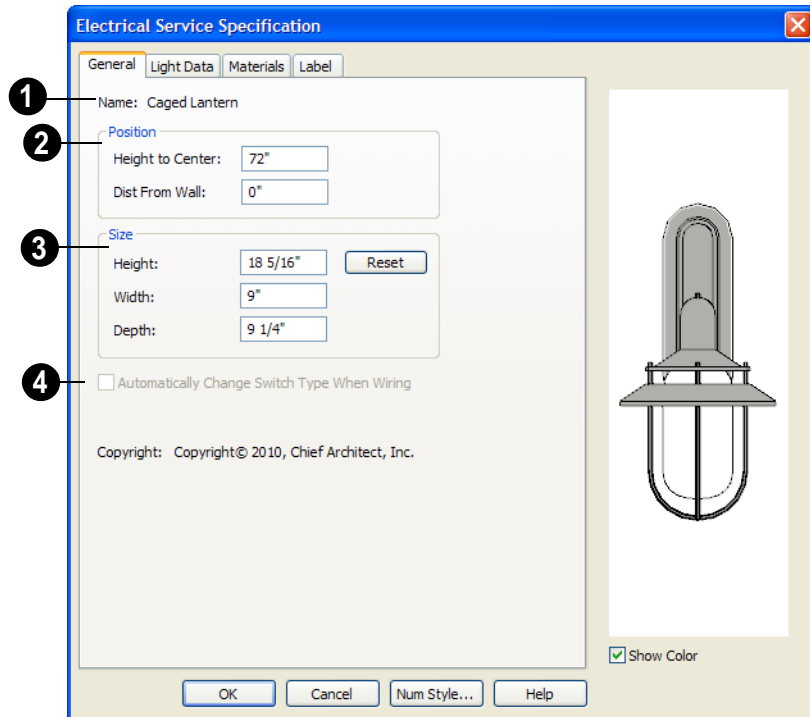 Electrical Service Specification
General Light Data Materials Label
1 Name: Caged Lantern
2 Position
Height to Center: 72"
Dist From Wall: 0"
3 Size
Height: 18 5/16" Reset
Width: 9"
Depth: 9 1/4"
4 Automatically Change Switch Type When Wiring
Copyright: Copyright© 2010, Chief Architect, Inc.
Show Color
OK Cancel Num Style... Help